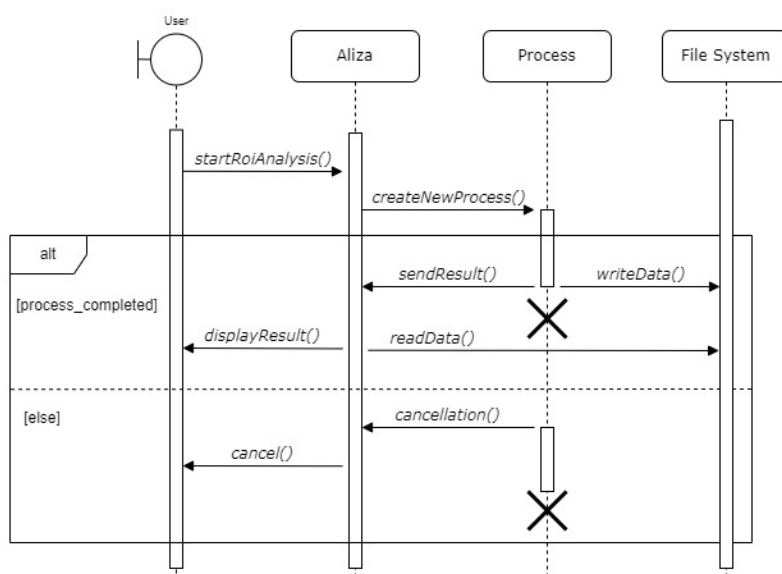 User
Aliza
Process
File System
startRoiAnalysis()
createNewProcess()
alt
sendResult()
writeData()
[process_completed]
displayResult()
readData()
[else]
cancellation()
cancel()